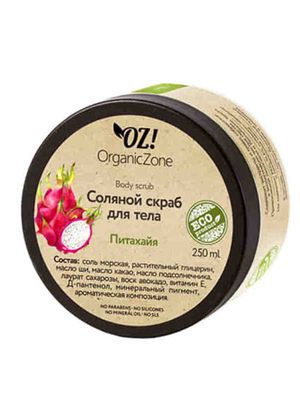 OZ!
OrganicZone
Body scrub
Соляной скраб
для тела
Питахайя
ECO
product
250 ml
Состав: соль морская, растительный глицерин,
масло ши, масло какао, масло подсолнечника,
лаурат сахарозы, воск авокадо, витамин Е,
Д-пантенол, минеральный пигмент,
ароматическая композиция.
NO PARABENS • NO SILICONES
NO MINERAL OIL • NO SLS